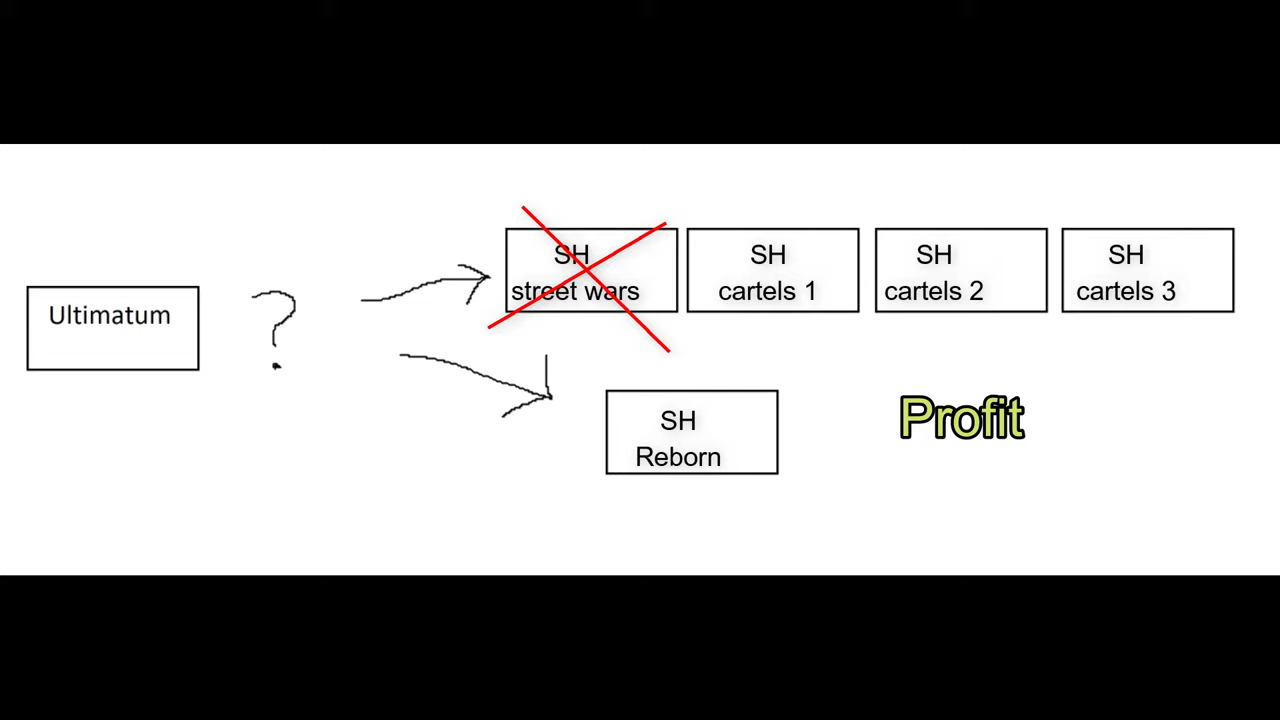 Ultimatum
?
SH
street wars
SH
cartels 1
SH
cartels 2
SH
cartels 3
SH
Reborn
Profit